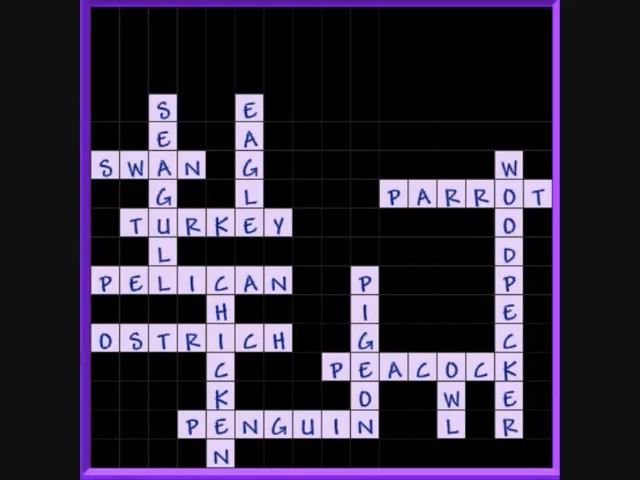 SEAGULL
EAGLE
SWAN
WOODPECKER
PARROT
TURKEY
PELICAN
CHICKEN
PIGEON
OSTRICH
PEACOCK
OWL
PENGUIN